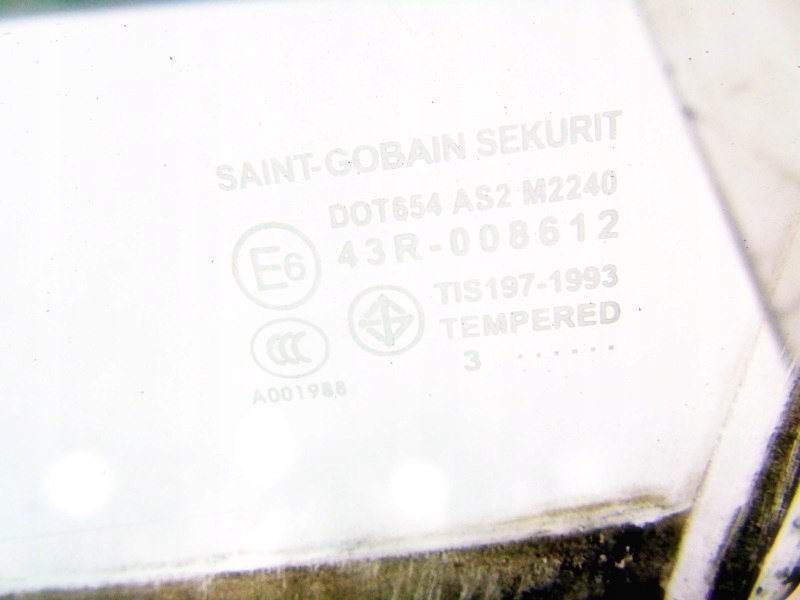 SAINT-GOBAIN SEKURIT
DOT654 AS2 M2240
E6 43R-008612
TIS197-1993
TEMPERED
CCC 3 ......
A001988